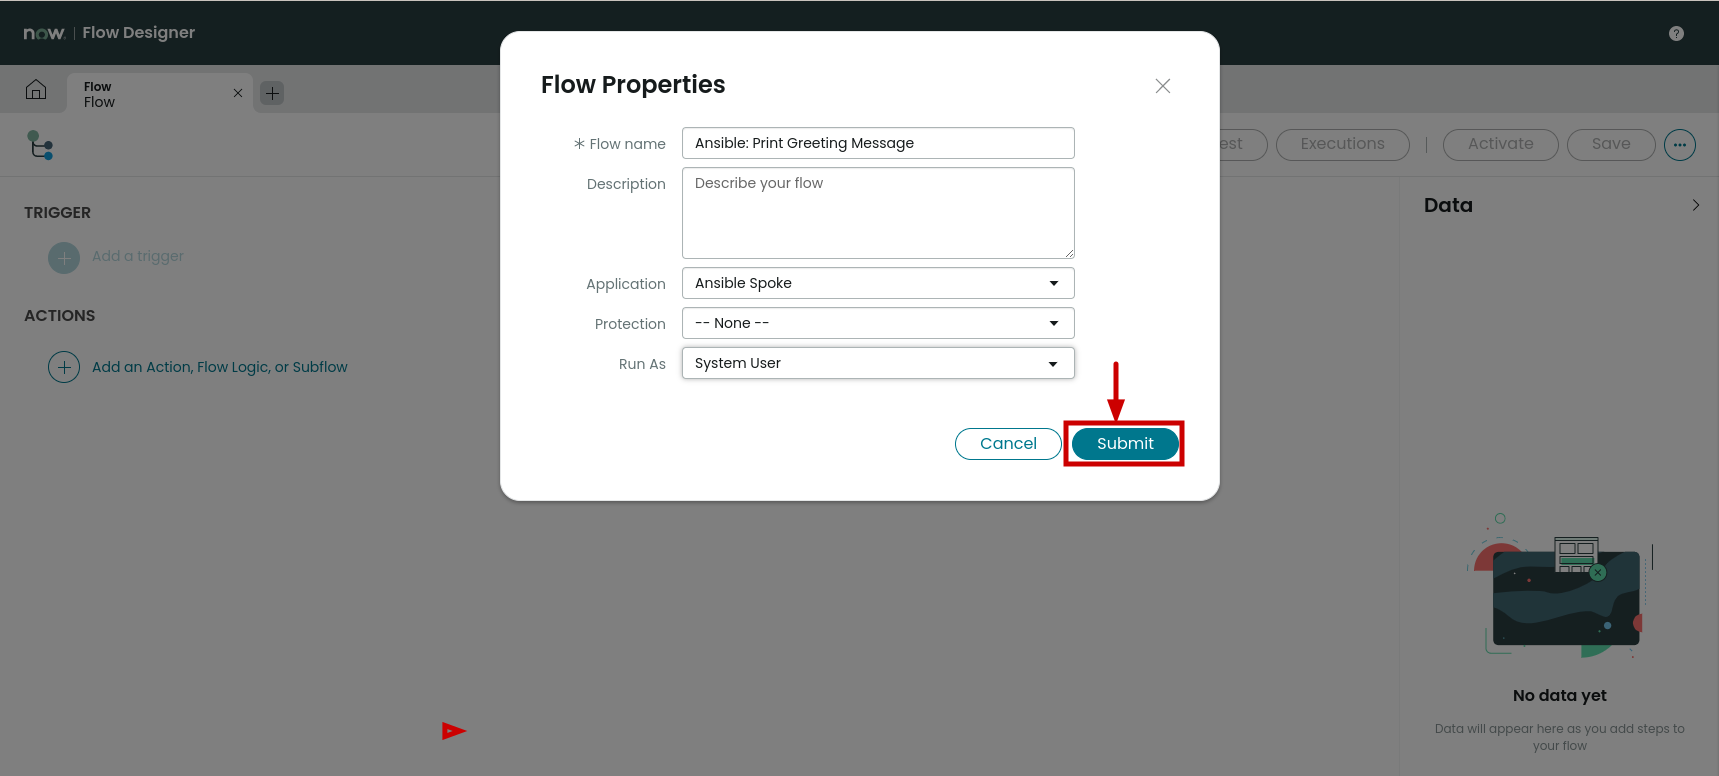 now. | Flow Designer
Flow
Flow
est
Executions
Activate
Save
TRIGGER
Add a trigger
ACTIONS
Add an Action, Flow Logic, or Subflow
Flow Properties
* Flow name
Ansible: Print Greeting Message
Description
Describe your flow
Application
Ansible Spoke
Protection
-- None --
Run As
System User
Cancel
Submit
Data
No data yet
Data will appear here as you add steps to
your flow